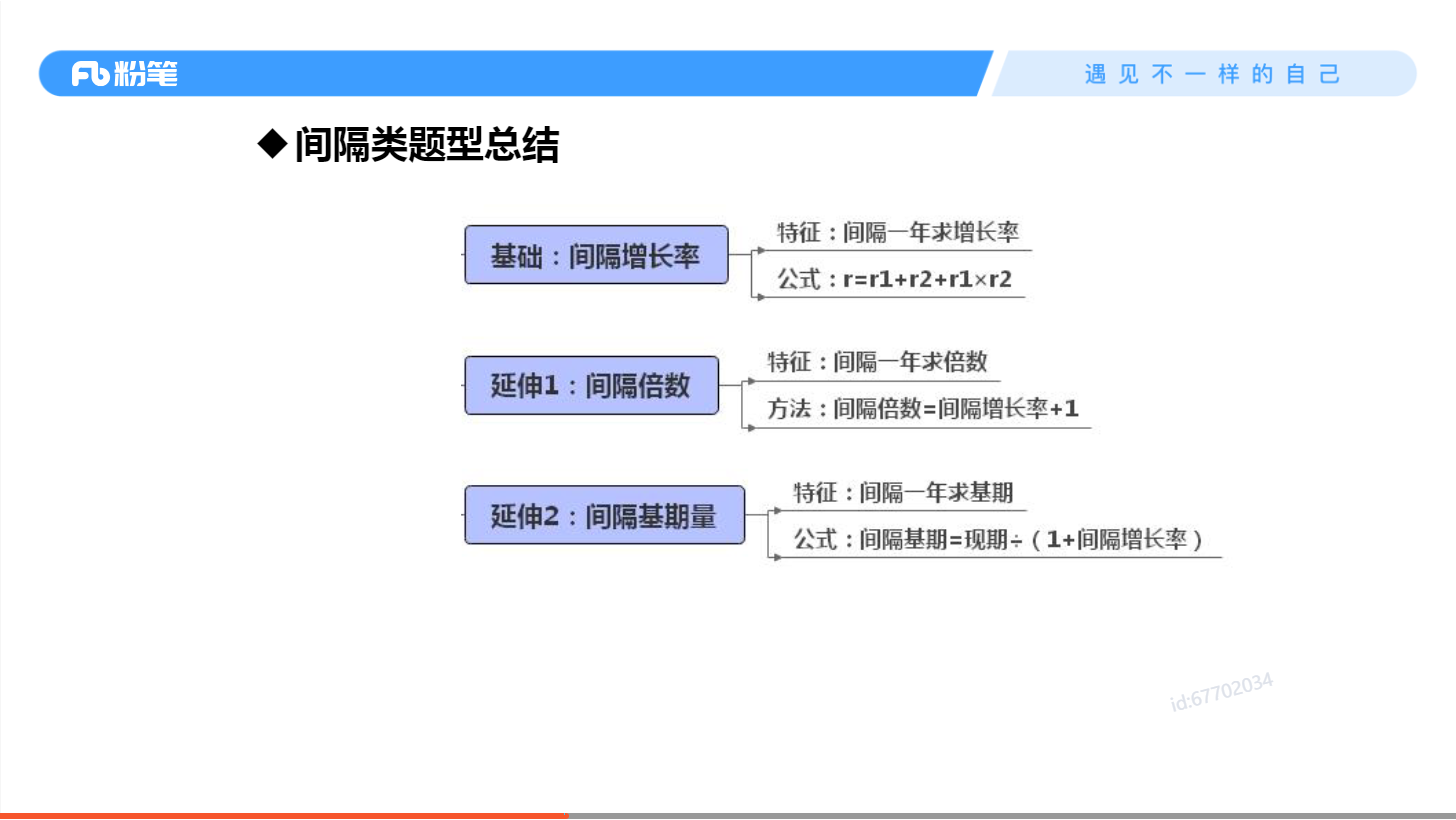 粉笔
遇见不一样的自己
◆间隔类题型总结
基础：间隔增长率
特征：间隔一年求增长率
公式：r=r1+r2+r1×r2
延伸1：间隔倍数
特征：间隔一年求倍数
方法：间隔倍数=间隔增长率+1
延伸2：间隔基期量
特征：间隔一年求基期
公式：间隔基期=现期÷（1+间隔增长率）
id:67702034